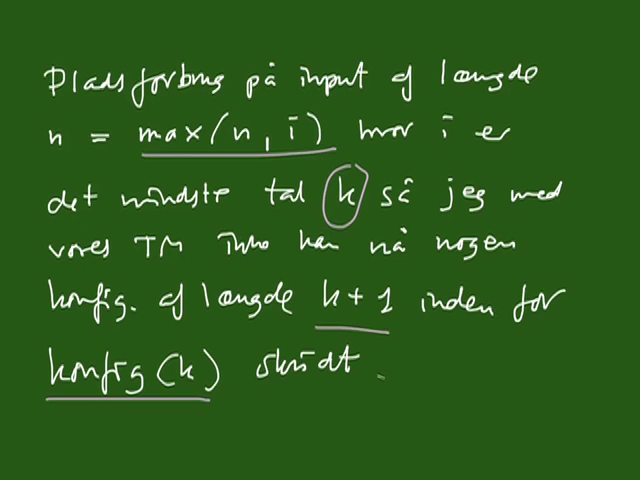 Pladsforbrug på input af længde
n = max(n, i) hvor i er
det mindste tal k så jeg med
vores TM ikke kan nå nogen
konfig. af længde k+1 inden for
konfig(k) skridt.